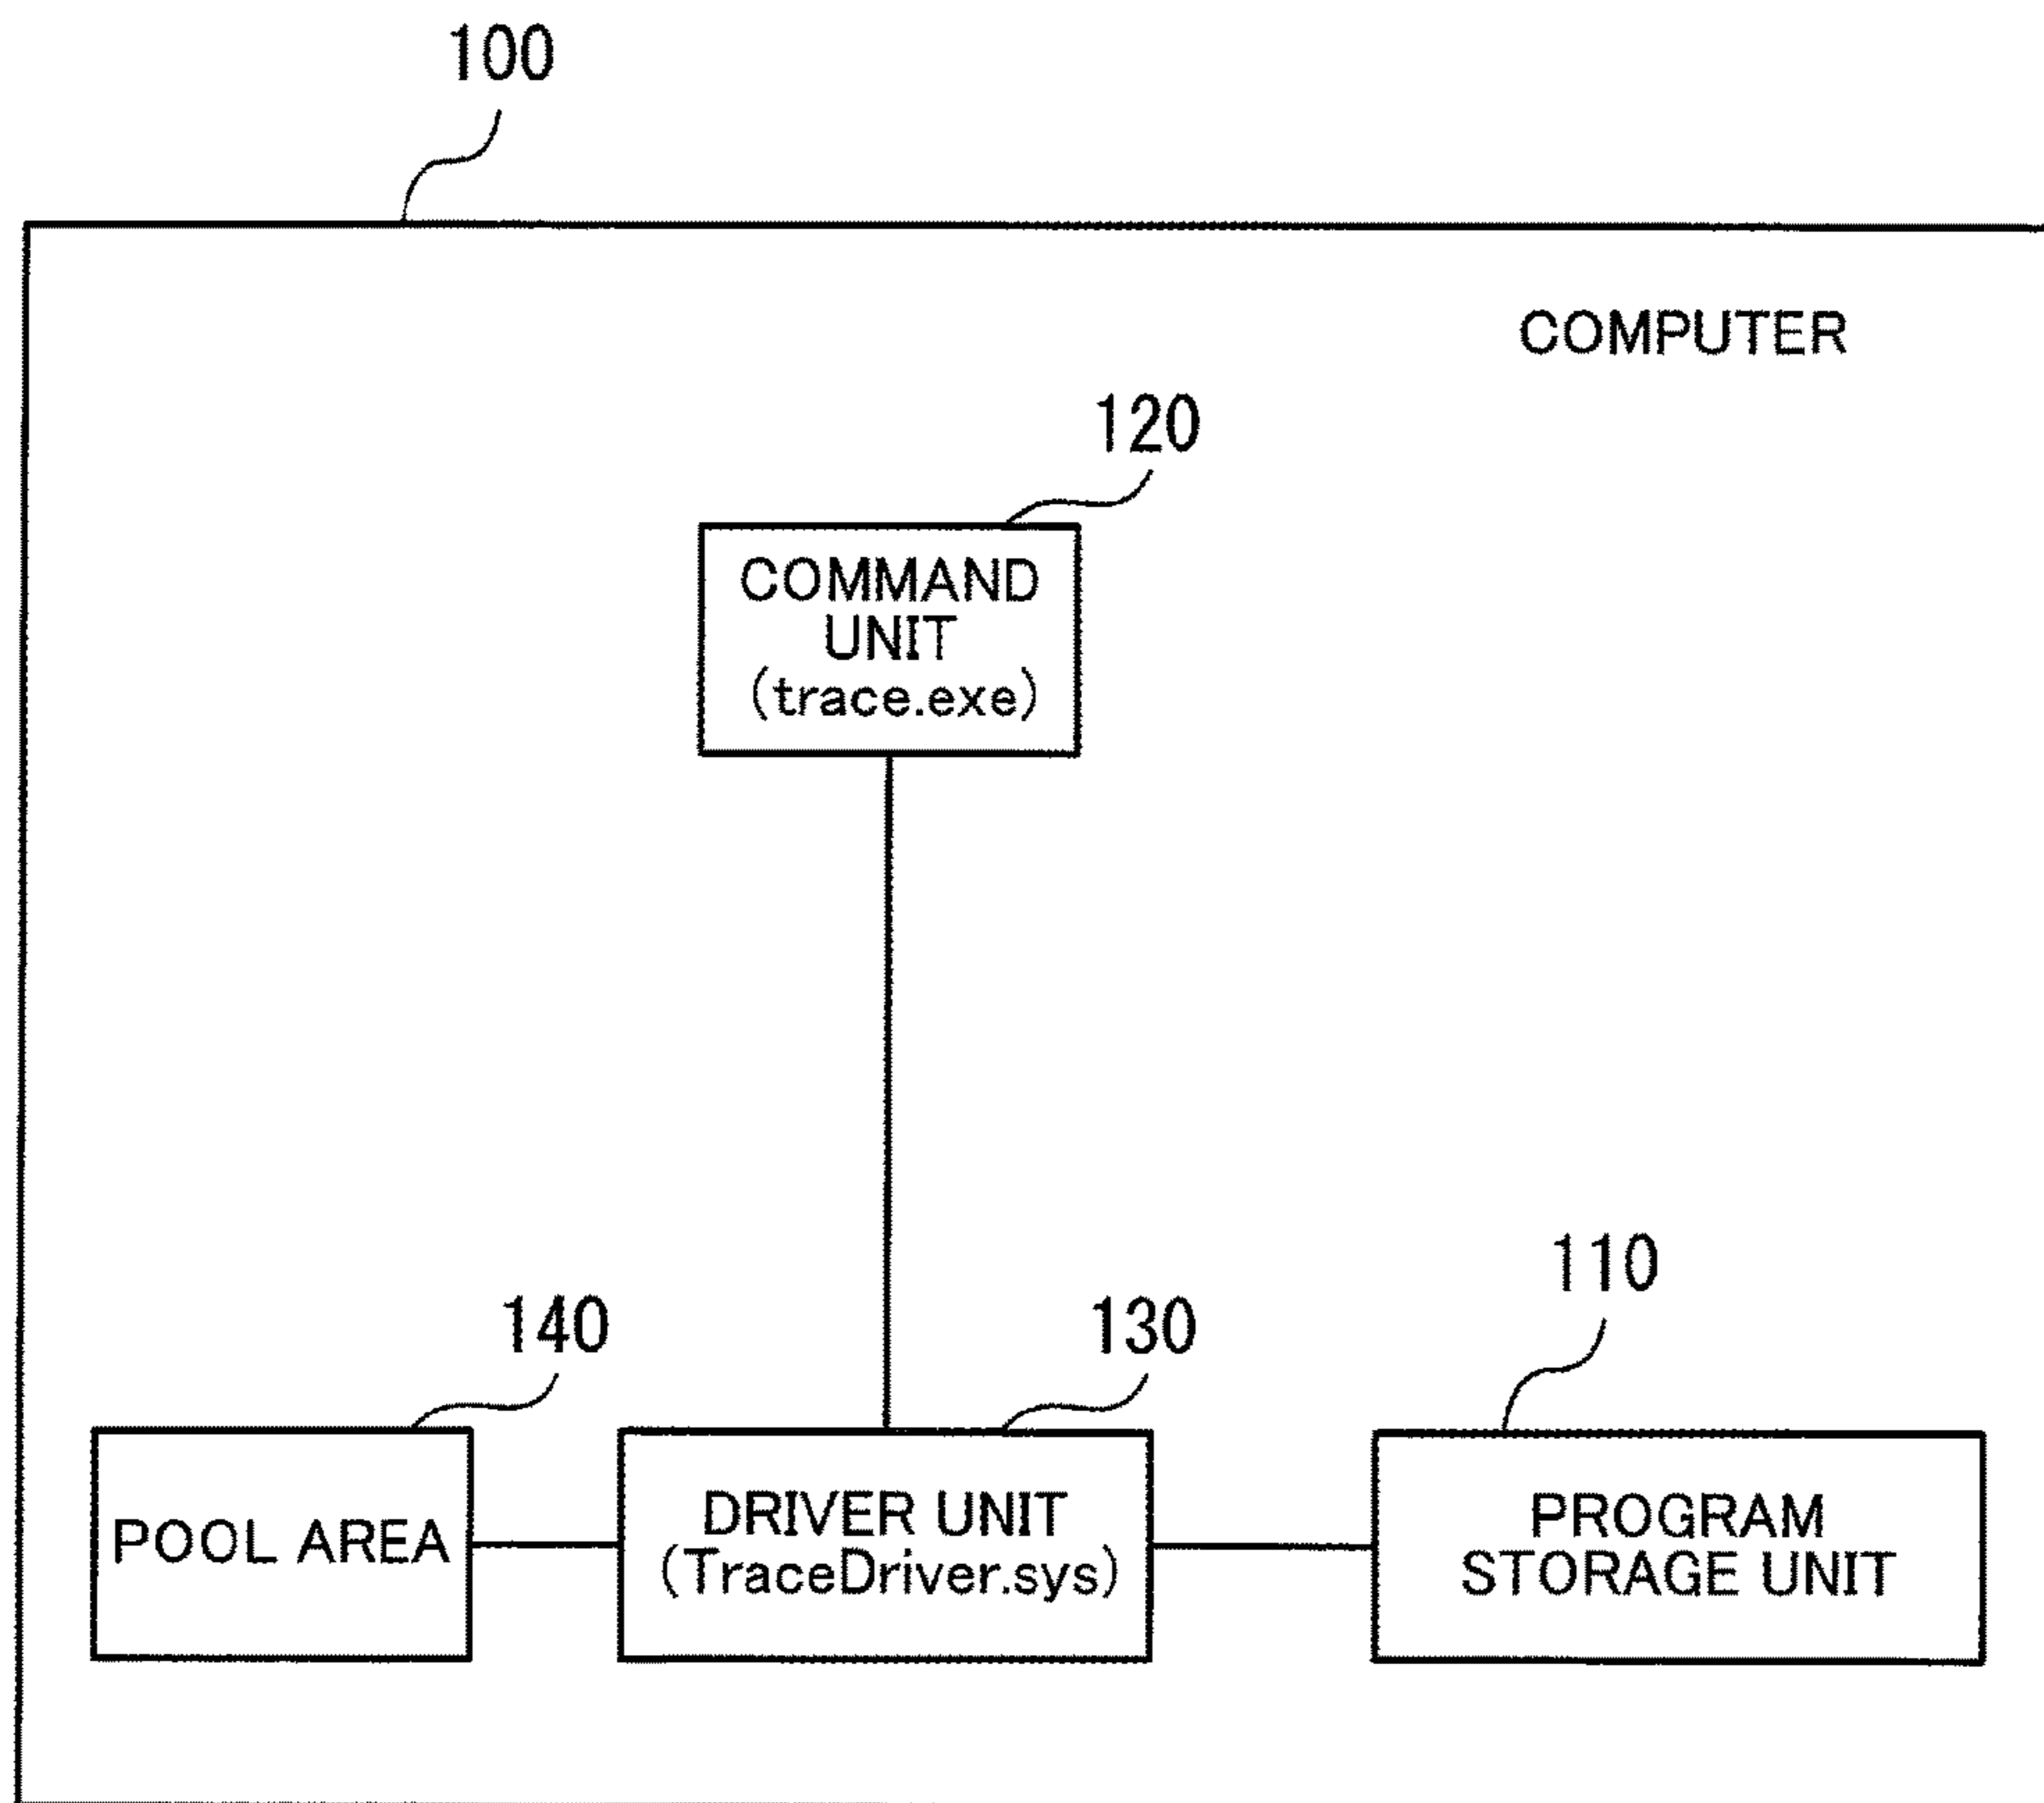 100
COMPUTER
120
COMMAND
UNIT
(trace.exe)
140
130
110
POOL AREA
DRIVER UNIT
(TraceDriver.sys)
PROGRAM
STORAGE UNIT